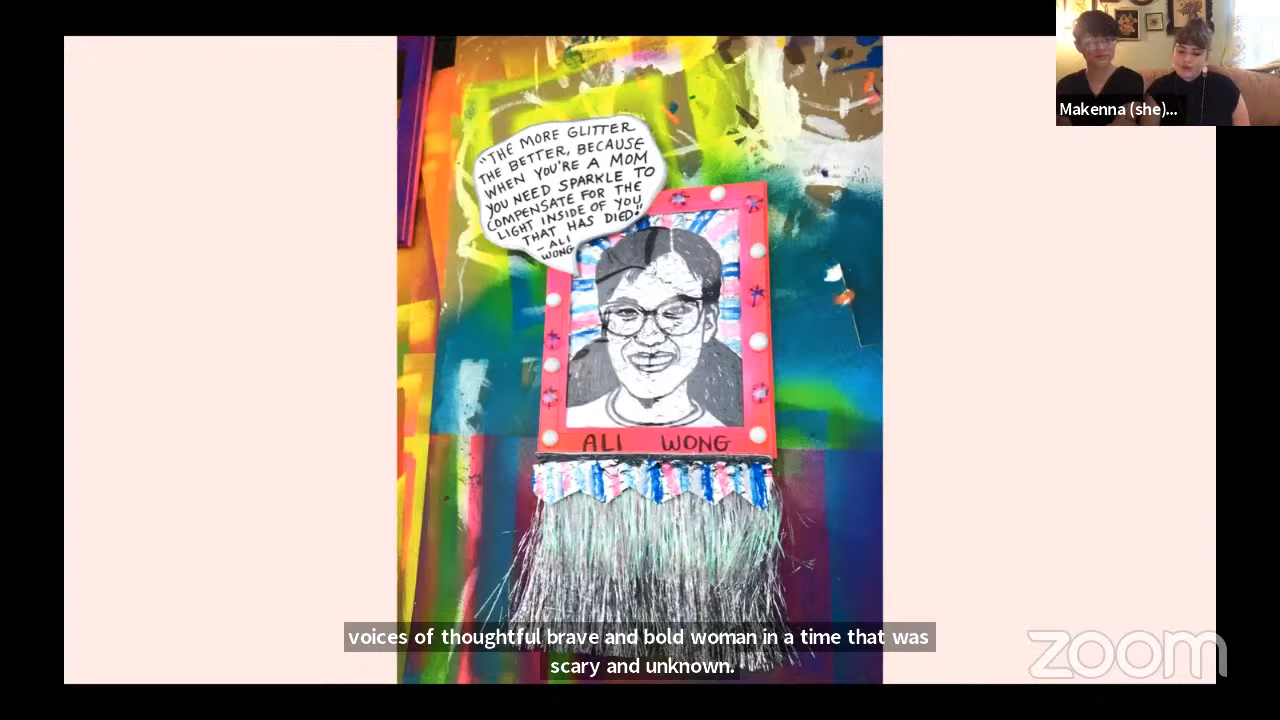 Makenna (she)...
"THE MORE GLITTER
THE BETTER, BECAUSE
WHEN YOU'RE A MOM
YOU NEED SPARKLE TO
COMPENSATE FOR THE
LIGHT INSIDE OF YOU
THAT HAS DIED."
- ALI
WONG
ALI WONG
voices of thoughtful brave and bold woman in a time that was
scary and unknown.
zoom